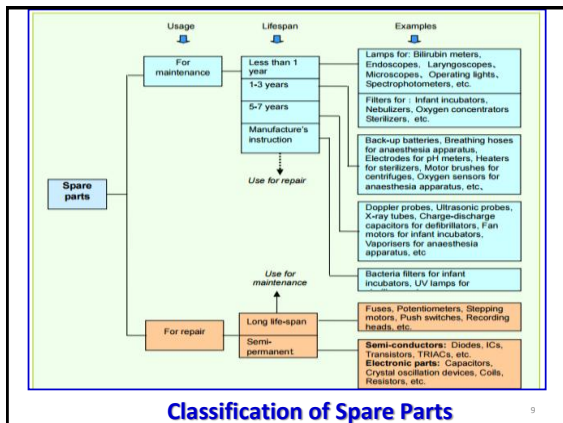 Usage Lifespan Examples
For maintenance
Less than 1 year
1-3 years
5-7 years
Manufacture's instruction
Use for repair
Lamps for: Bilirubin meters,
Endoscopes, Laryngoscopes,
Microscopes, Operating lights,
Spectrophotometers, etc.
Filters for : Infant incubators,
Nebulizers, Oxygen concentrators
Sterilizers, etc.
Back-up batteries, Breathing hoses
for anaesthesia apparatus,
Electrodes for pH meters, Heaters
for sterilizers, Motor brushes for
centrifuges, Oxygen sensors for
anaesthesia apparatus, etc.
Spare
parts
Doppler probes, Ultrasonic probes,
X-ray tubes, Charge-discharge
capacitors for defibrillators, Fan
motors for infant incubators,
Vaporisers for anaesthesia
apparatus, etc
Bacteria filters for infant
incubators, UV lamps for
Use for
maintenance
For repair
Long life-span
Semi-
permanent
Fuses, Potentiometers, Stepping
motors, Push switches, Recording
heads, etc.
Semi-conductors: Diodes, ICs,
Transistors, TRIACs, etc.
Electronic parts: Capacitors,
Crystal oscillation devices, Coils,
Resistors, etc.
Classification of Spare Parts
9